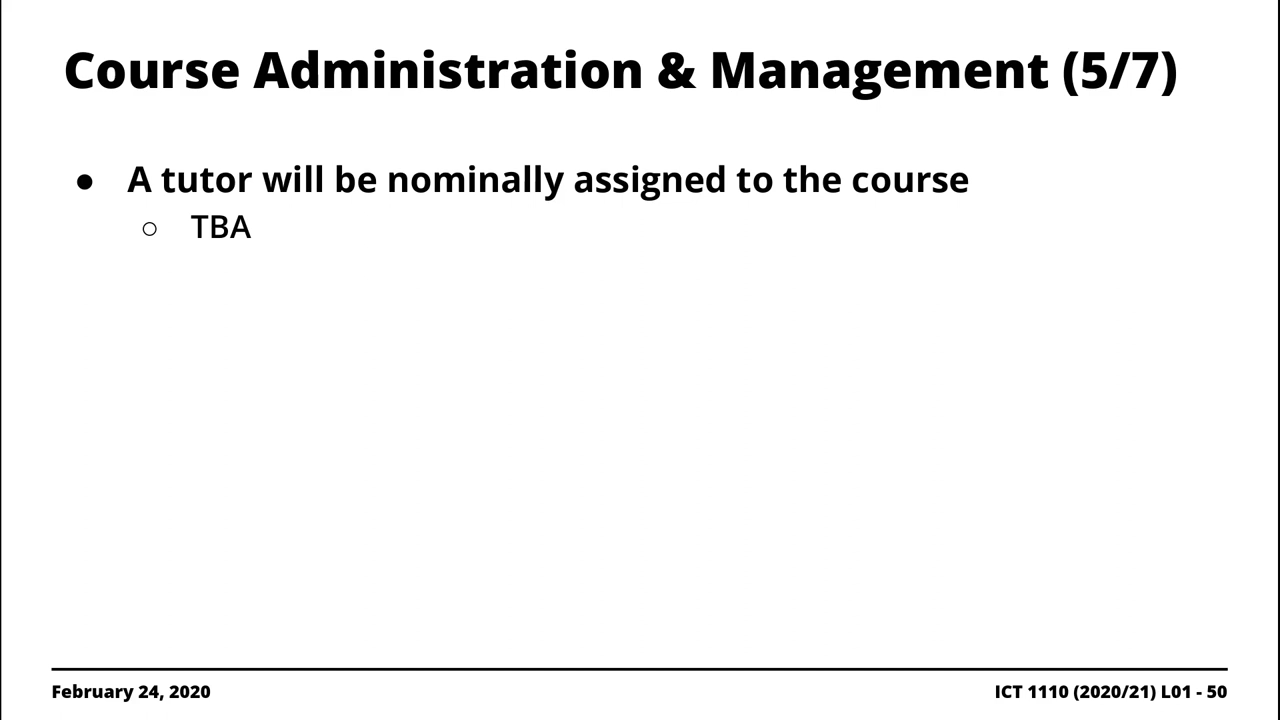 Course Administration & Management (5/7)
● A tutor will be nominally assigned to the course
○ TBA
February 24, 2020
ICT 1110 (2020/21) L01 - 50